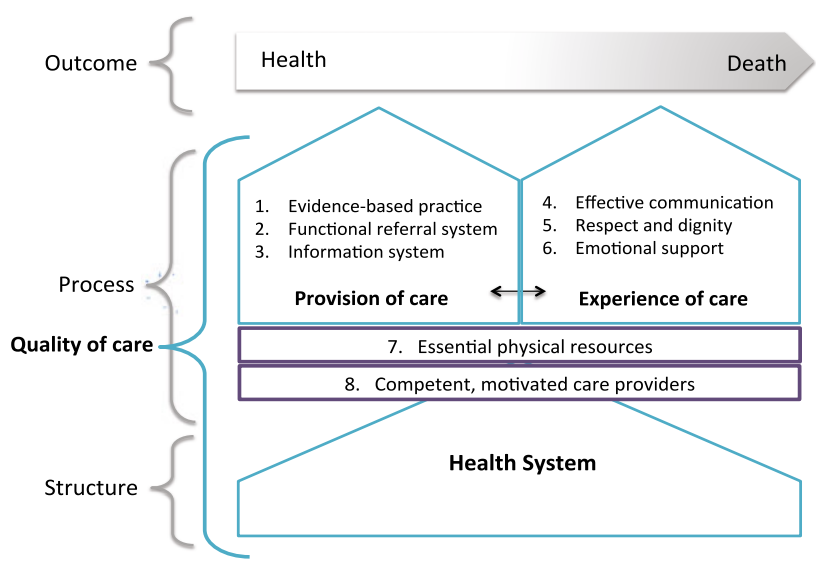 Outcome
Health
Death
1. Evidence-based practice
2. Functional referral system
3. Information system
Provision of care
4. Effective communication
5. Respect and dignity
6. Emotional support
Experience of care
Process
Quality of care
7. Essential physical resources
8. Competent, motivated care providers
Structure
Health System